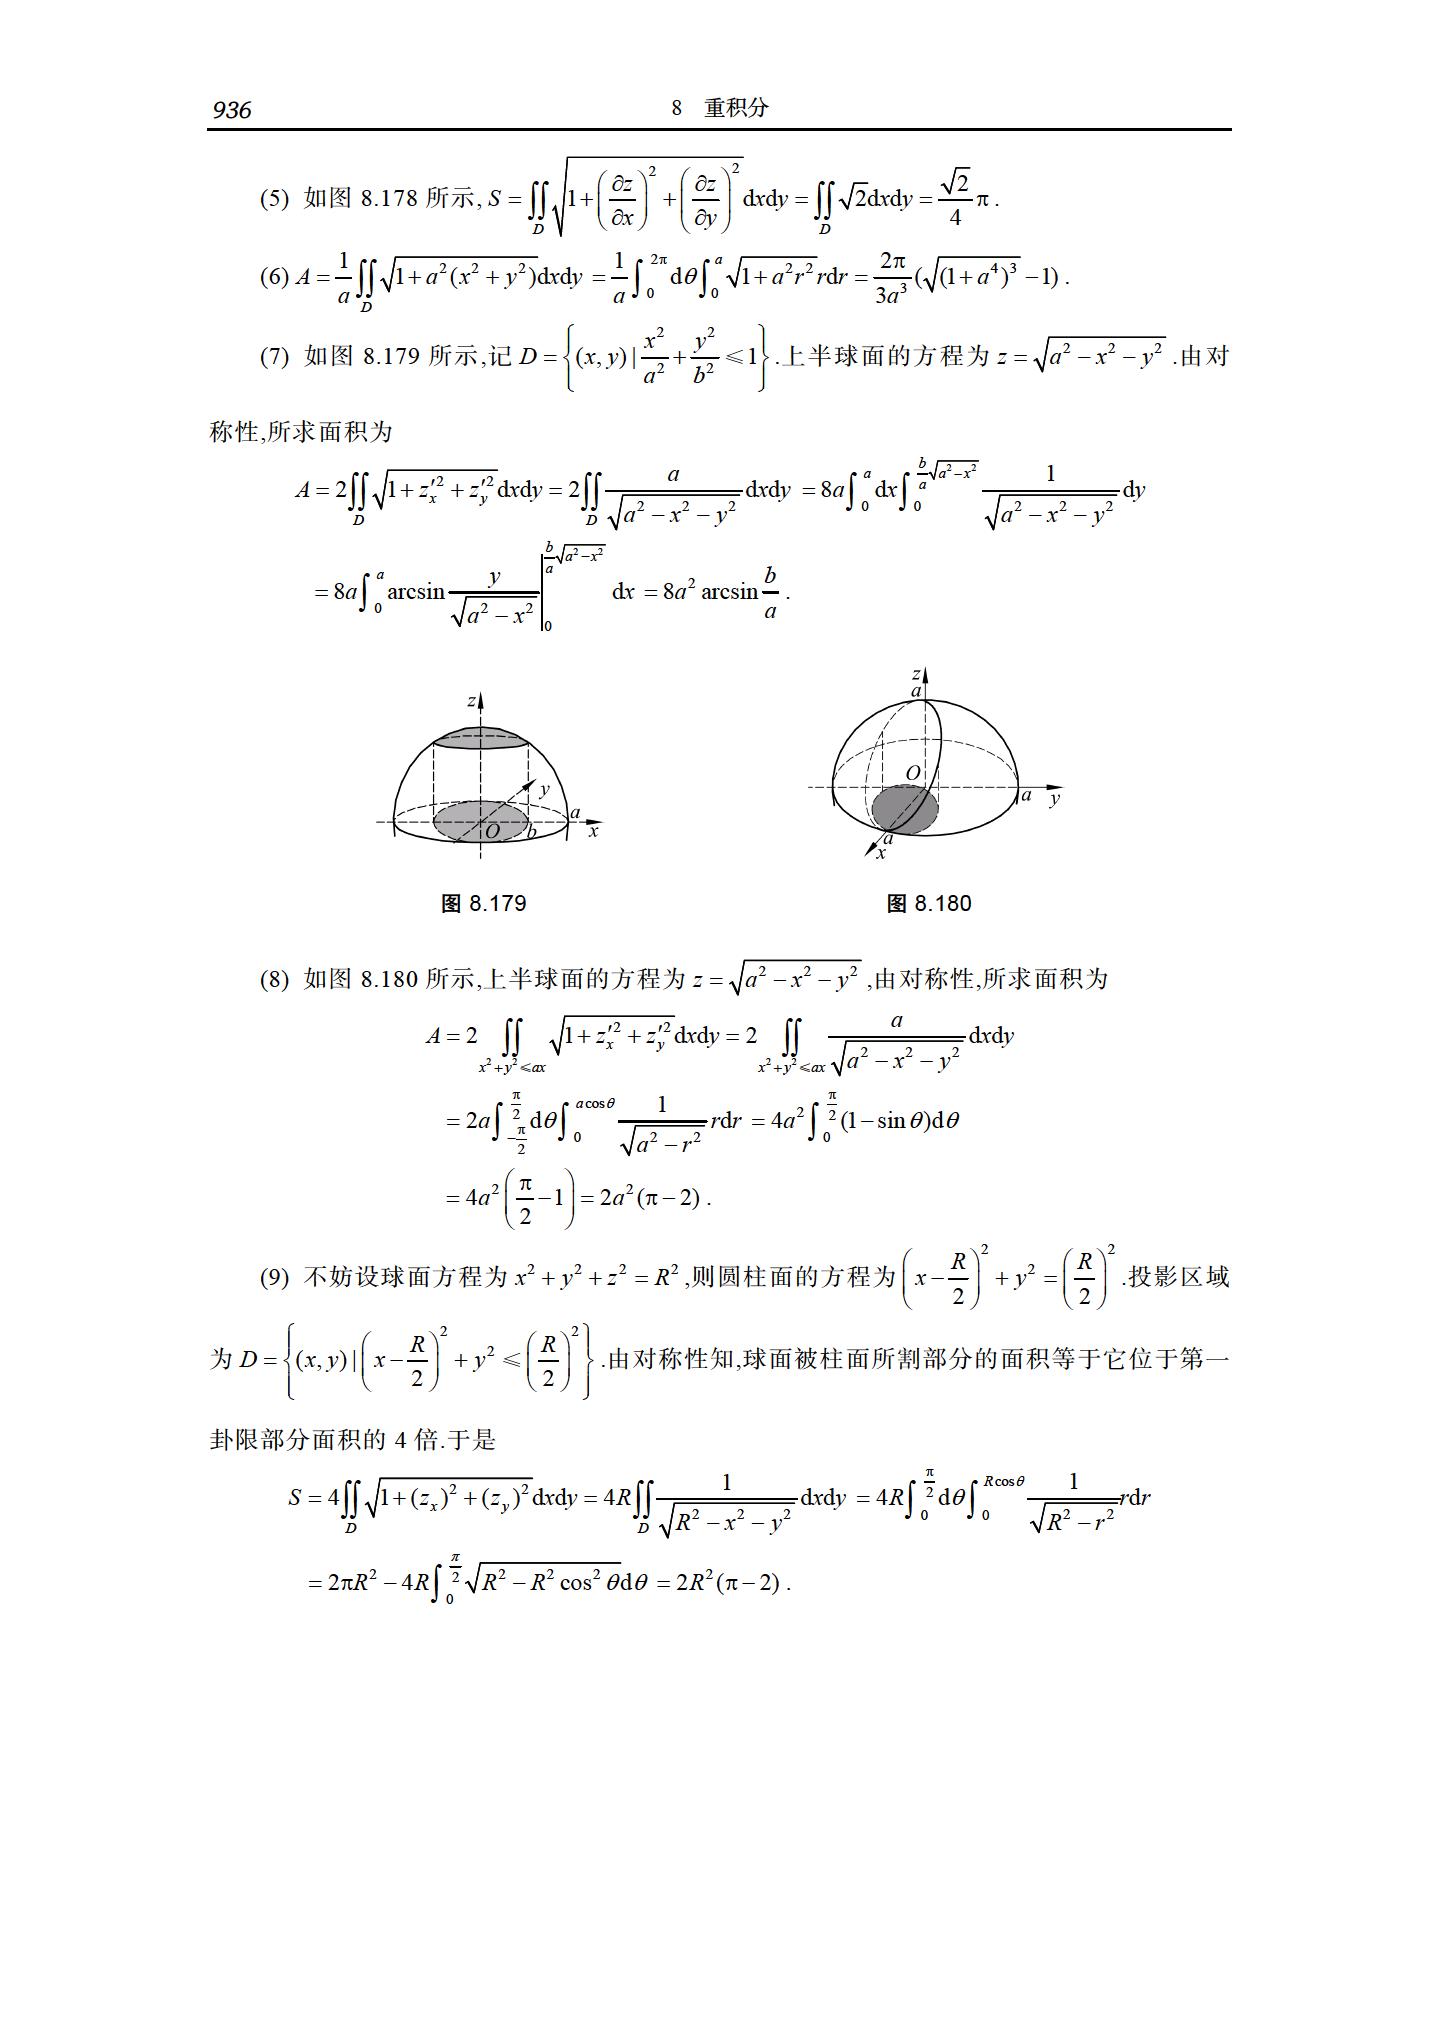 936 8 重积分
(5) 如图 8.178 所示, $S=\iint\limits_{D}\sqrt{1+\left(\frac{\partial z}{\partial x}\right)^2+\left(\frac{\partial z}{\partial y}\right)^2}\mathrm{d}x\mathrm{d}y=\iint\limits_{D}\sqrt{2}\mathrm{d}x\mathrm{d}y=\frac{\sqrt{2}}{4}\pi$ .
(6) $A=\frac{1}{a}\iint\limits_{D}\sqrt{1+a^2(x^2+y^2)}\mathrm{d}x\mathrm{d}y=\frac{1}{a}\int_0^{2\pi}\mathrm{d}\theta\int_0^a\sqrt{1+a^2r^2}r\mathrm{d}r=\frac{2\pi}{3a^3}(\sqrt{(1+a^4)^3}-1)$ .
(7) 如图 8.179 所示,记 $D=\left\{(x,y)|\frac{x^2}{a^2}+\frac{y^2}{b^2}\leqslant 1\right\}$ .上半球面的方程为 $z=\sqrt{a^2-x^2-y^2}$ .由对
称性,所求面积为
$A=2\iint\limits_{D}\sqrt{1+z_x'^2+z_y'^2}\mathrm{d}x\mathrm{d}y=2\iint\limits_{D}\frac{a}{\sqrt{a^2-x^2-y^2}}\mathrm{d}x\mathrm{d}y=8a\int_0^a\mathrm{d}x\int_0^{\frac{b}{a}\sqrt{a^2-x^2}}\frac{1}{\sqrt{a^2-x^2-y^2}}\mathrm{d}y$
$=8a\int_0^a\arcsin\frac{y}{\sqrt{a^2-x^2}}\Big|_0^{\frac{b}{a}\sqrt{a^2-x^2}}\mathrm{d}x=8a^2\arcsin\frac{b}{a}$ .
z
y
O
b
a
x
z
a
O
a
y
a
x
图 8.179 图 8.180
(8) 如图 8.180 所示,上半球面的方程为 $z=\sqrt{a^2-x^2-y^2}$ ,由对称性,所求面积为
$A=2\iint\limits_{x^2+y^2\leqslant ax}\sqrt{1+z_x'^2+z_y'^2}\mathrm{d}x\mathrm{d}y=2\iint\limits_{x^2+y^2\leqslant ax}\frac{a}{\sqrt{a^2-x^2-y^2}}\mathrm{d}x\mathrm{d}y$
$=2a\int_{-\frac{\pi}{2}}^{\frac{\pi}{2}}\mathrm{d}\theta\int_0^{a\cos\theta}\frac{1}{\sqrt{a^2-r^2}}r\mathrm{d}r=4a^2\int_0^{\frac{\pi}{2}}(1-\sin\theta)\mathrm{d}\theta$
$=4a^2\left(\frac{\pi}{2}-1\right)=2a^2(\pi-2)$ .
(9) 不妨设球面方程为 $x^2+y^2+z^2=R^2$ ,则圆柱面的方程为 $\left(x-\frac{R}{2}\right)^2+y^2=\left(\frac{R}{2}\right)^2$ .投影区域
为 $D=\left\{(x,y)|\left(x-\frac{R}{2}\right)^2+y^2\leqslant\left(\frac{R}{2}\right)^2\right\}$ .由对称性知,球面被柱面所割部分的面积等于它位于第一
卦限部分面积的 4 倍.于是
$S=4\iint\limits_{D}\sqrt{1+(z_x)^2+(z_y)^2}\mathrm{d}x\mathrm{d}y=4R\iint\limits_{D}\frac{1}{\sqrt{R^2-x^2-y^2}}\mathrm{d}x\mathrm{d}y=4R\int_0^{\frac{\pi}{2}}\mathrm{d}\theta\int_0^{R\cos\theta}\frac{1}{\sqrt{R^2-r^2}}r\mathrm{d}r$
$=2\pi R^2-4R\int_0^{\frac{\pi}{2}}\sqrt{R^2-R^2\cos^2\theta}\mathrm{d}\theta=2R^2(\pi-2)$ .